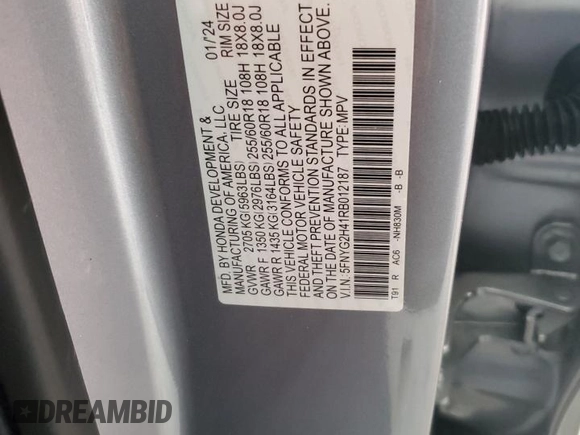 MFD. BY HONDA DEVELOPMENT & 01/24
MANUFACTURING OF AMERICA, LLC
TIRE SIZE RIM SIZE
GVWR 2705 KG(5963LBS)
GAWR F 1350 KG(2976LBS) 255/60R18 108H 18X8.0J
GAWR R 1435 KG(3164LBS) 255/60R18 108H 18X8.0J
THIS VEHICLE CONFORMS TO ALL APPLICABLE
FEDERAL MOTOR VEHICLE SAFETY
& THEFT PREVENTION STANDARDS IN EFFECT
ON THE DATE OF MANUFACTURE SHOWN ABOVE.
V.I.N. 5FNYG2H41RB012187 TYPE:MPV
T91 R AC6 -NH830M -B -B
DREAMBID